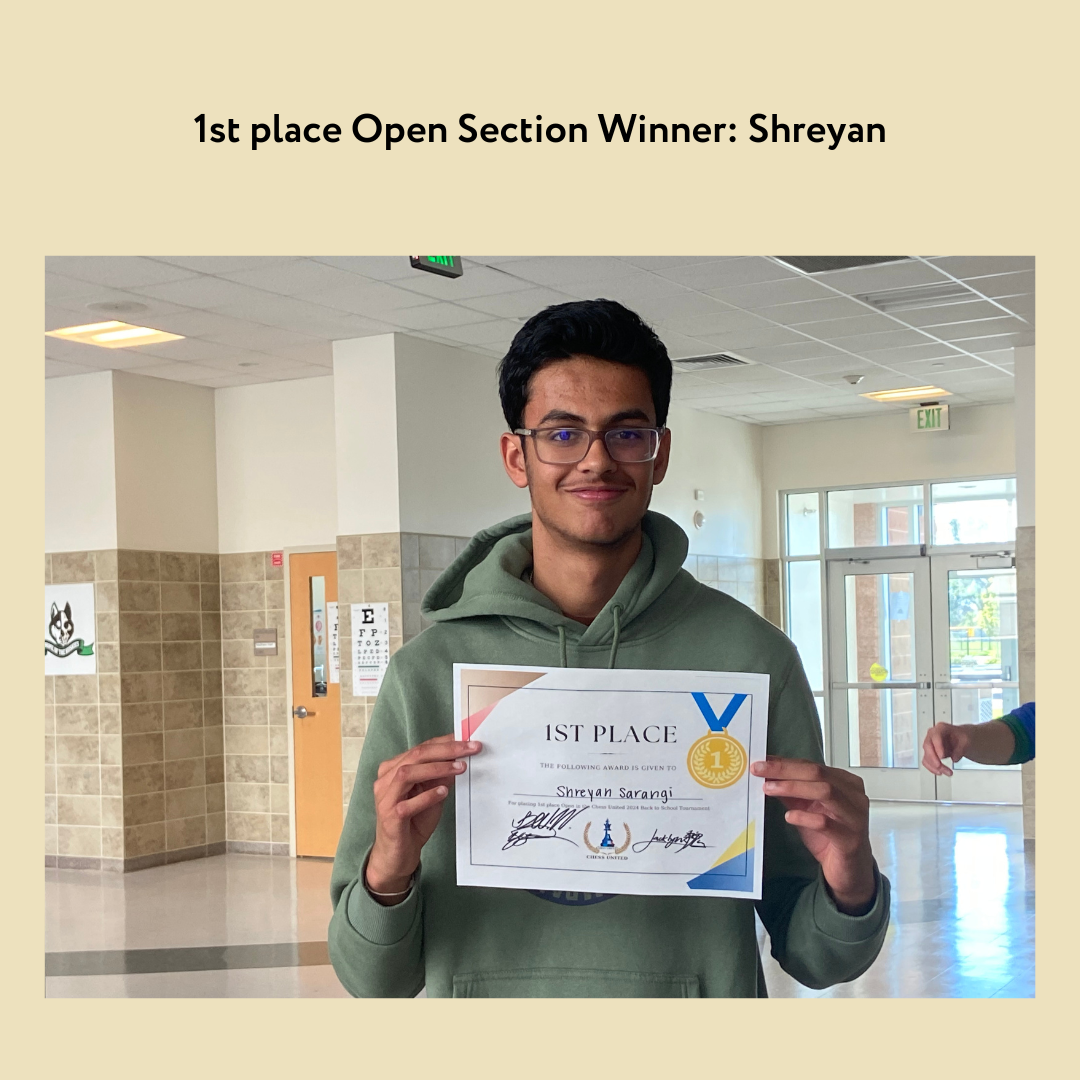 1st place Open Section Winner: Shreyan
EXIT
EXIT
E
F P
T O Z
L P E D
1ST PLACE
THE FOLLOWING AWARD IS GIVEN TO
1
Shreyan Sarangi
For placing 1st place Open in the Chess United 2024 Back to School Tournament
CHESS UNITED